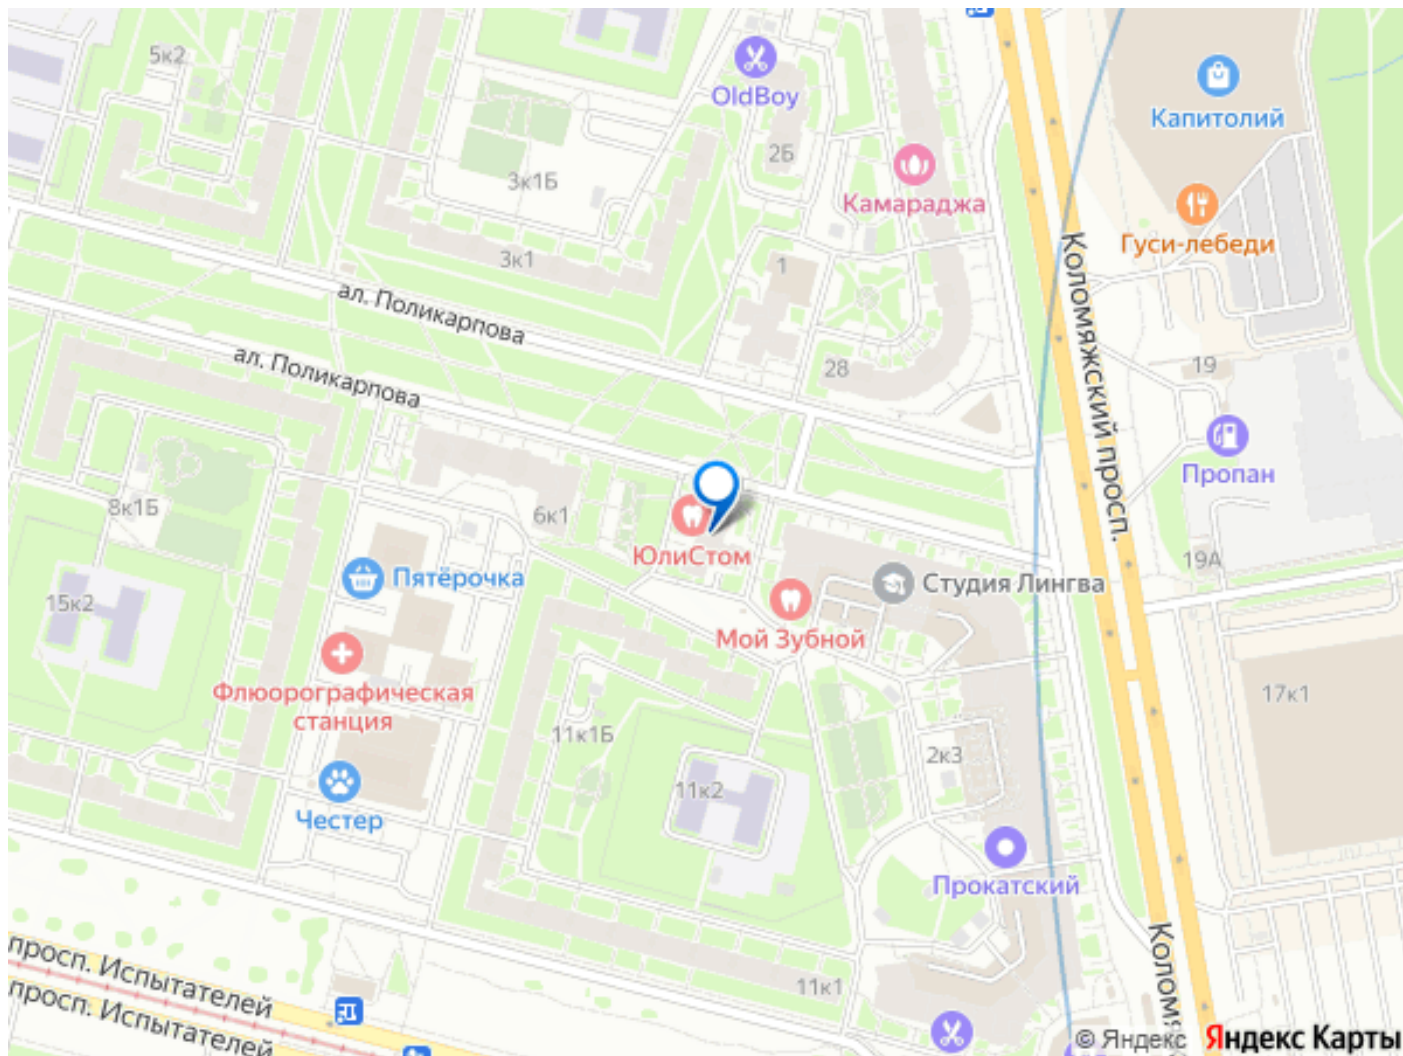 5к2
OldBoy
Капитолий
2Б
3к1Б
Камараджа
Гуси-лебеди
3к1
1
ал. Поликарпова
Коломяжский просп.
28
19
ал. Поликарпова
Пропан
8к1Б
6к1
ЮлиСтом
19А
Пятёрочка
Студия Лингва
15к2
Мой Зубной
Флюорографическая
станция
17к1
11к1Б
2к3
11к2
Честер
Прокатский
просп. Испытателей
просп. Испытателей
11к1
Коломя
© Яндекс
Яндекс Карты